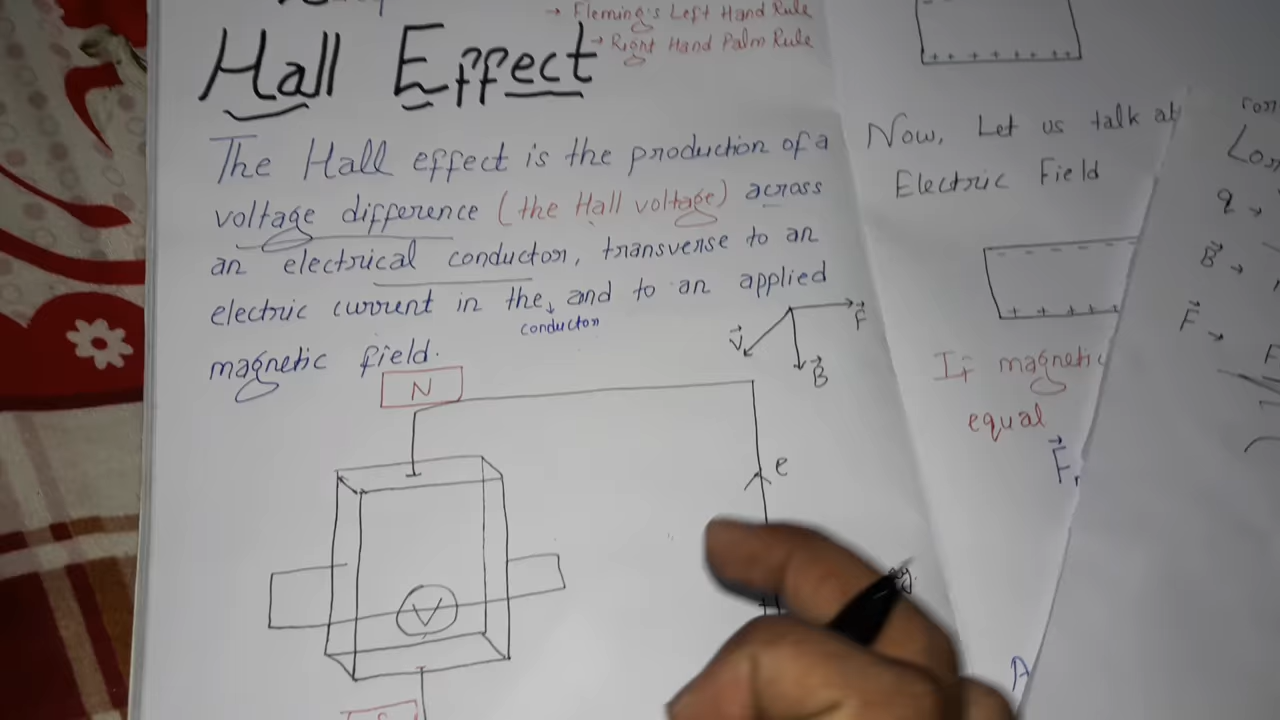 → Fleming's Left Hand Rule
→ Right Hand Palm Rule
Hall Effect
The Hall effect is the production of a
voltage difference (the Hall voltage) across
an electrical conductor, transverse to an
electric current in the, and to an applied
conductor
magnetic field.
F
V
B
N
e
V
+ + + + + + +
Now, Let us talk
Electric Field
- - - - -
+ + + + +
If magnetic
equal
F
q →
B →
F →
F
A